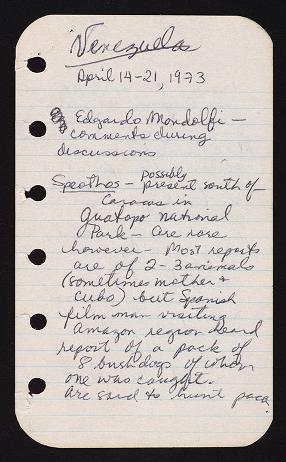 Venezuela
April 14-21, 1973
Edgardo Mondolfi -
comments during
discussions
Speothos - possibly present south of
Caracas in
Guatopo National
Park - are rare
however - Most reports
are of 2-3 animals
(sometimes mother +
cubs) but Spanish
film man visiting
Amazon region heard
report of a pack of
8 bushdogs of whom
one was caught.
Are said to hunt paca